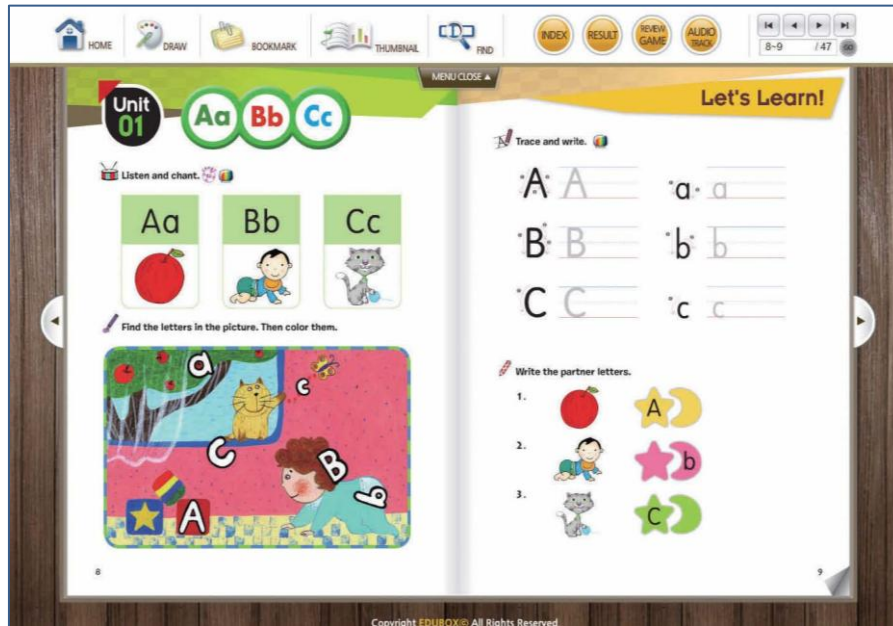 HOME DRAW BOOKMARK THUMBNAIL FIND INDEX RESULT REVIEW GAME AUDIO TRACK
8~9 / 47 GO
MENU CLOSE ▲
Unit 01
Aa Bb Cc
Listen and chant.
Aa Bb Cc
Find the letters in the picture. Then color them.
a
c
C
B
b
A
8
Let's Learn!
Trace and write.
A A a a
B B b b
C C c c
Write the partner letters.
1. A
2. b
3. C
9
Copyright EDUBOX© All Rights Reserved